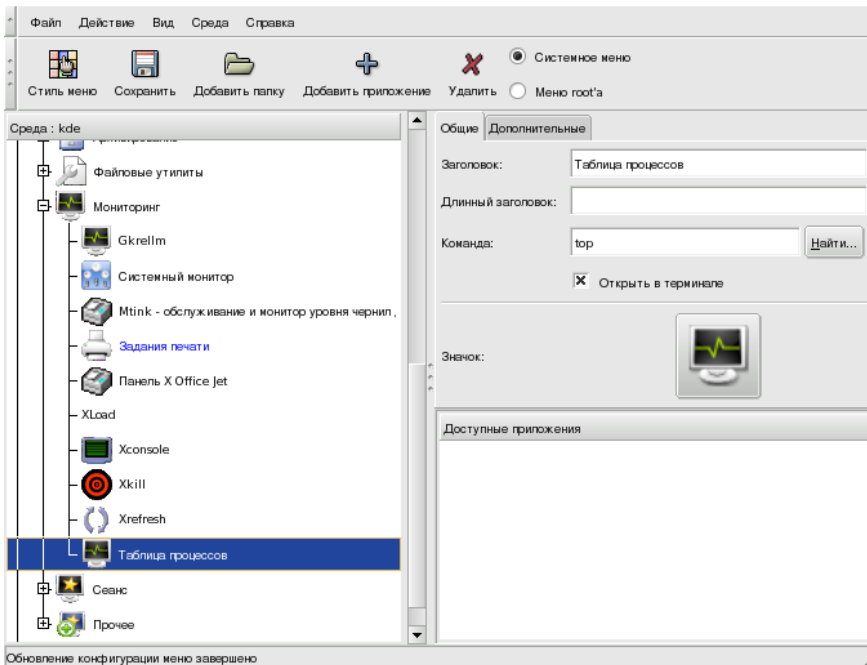 Файл Действие Вид Среда Справка
Стиль меню Сохранить Добавить папку Добавить приложение Удалить
Системное меню
Меню root'а
Среда : kde
Файловые утилиты
Мониторинг
Gkrellm
Системный монитор
Mtink - обслуживание и монитор уровня чернил ,
Задания печати
Панель X Office Jet
XLoad
Xconsole
Xkill
Xrefresh
Таблица процессов
Сеанс
Прочее
Общие Дополнительные
Заголовок: Таблица процессов
Длинный заголовок:
Команда: top Найти...
Открыть в терминале
Значок:
Доступные приложения
Обновление конфигурации меню завершено